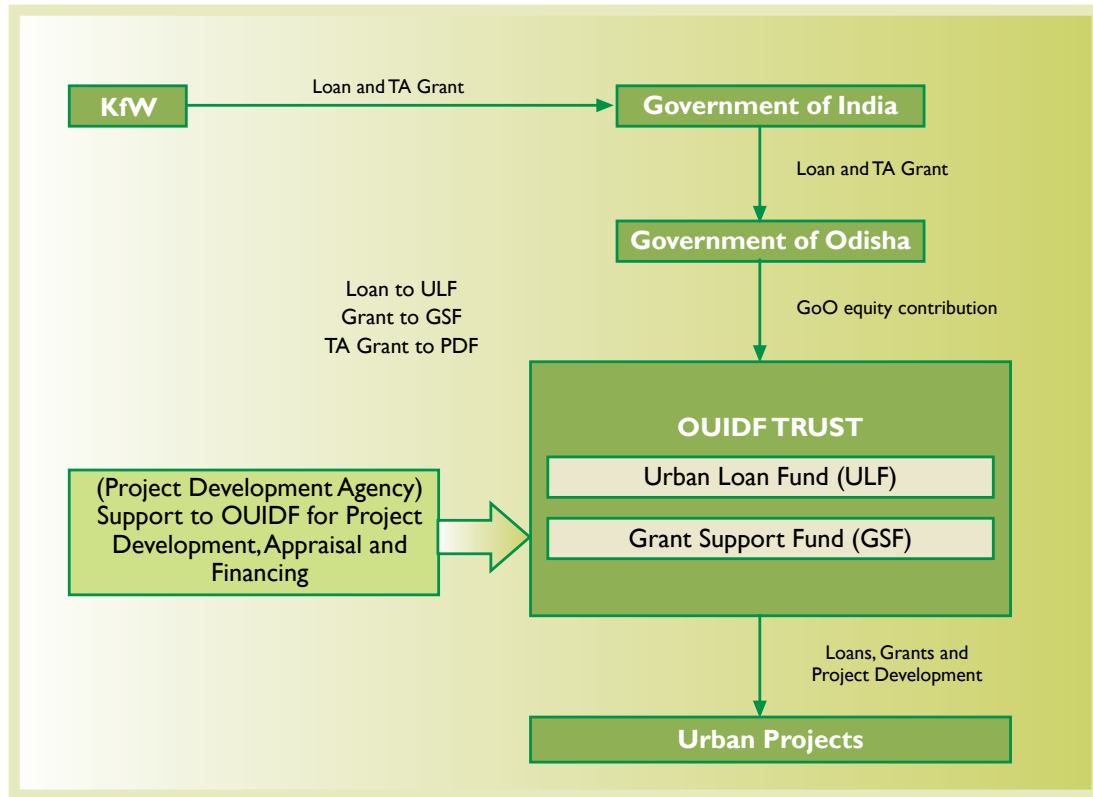 KfW
Loan and TA Grant
Government of India
Loan and TA Grant
Government of Odisha
Loan to ULF
Grant to GSF
TA Grant to PDF
GoO equity contribution
OUIDF TRUST
Urban Loan Fund (ULF)
Grant Support Fund (GSF)
(Project Development Agency)
Support to OUIDF for Project
Development, Appraisal and
Financing
Loans, Grants and
Project Development
Urban Projects